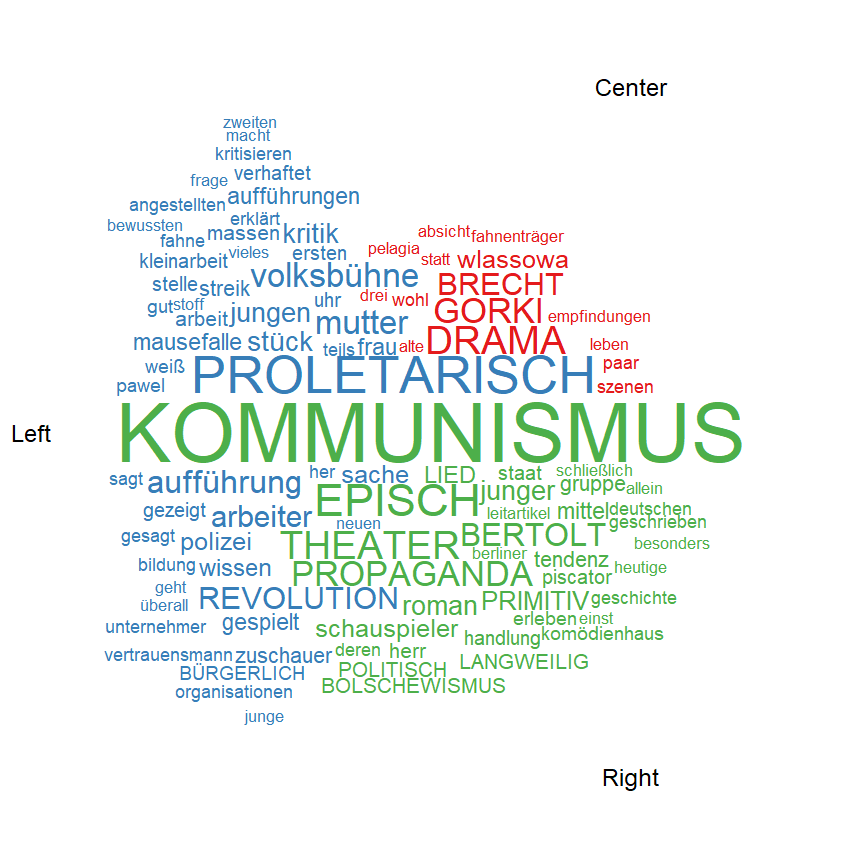 Center
zweiten
macht
kritisieren
frage verhaftet
angestellten aufführungen
bewussten erklärt
fahne massen kritik absicht fahnenträger
kleinarbeit vieles ersten pelagia statt wlassowa
stelle streik volksbühne BRECHT
gut stoff uhr drei wohl GORKI empfindungen
arbeit jungen mutter
mausefalle stück teils frau alte DRAMA leben
weiß PROLETARISCH paar
pawel szenen
Left KOMMUNISMUS
sagt aufführung her sache LIED staat schließlich
EPISCH junger gruppe allein
gezeigt arbeiter neuen leitartikel mittel deutschen
gesagt polizei THEATER BERTOLT geschrieben
berliner besonders
bildung wissen PROPAGANDA tendenz heutige
geht piscator
überall REVOLUTION roman PRIMITIV geschichte
unternehmer gespielt schauspieler erleben einst
handlung komödienhaus
vertrauensmann zuschauer deren herr LANGWEILIG
BÜRGERLICH POLITISCH
organisationen BOLSCHEWISMUS
junge
Right